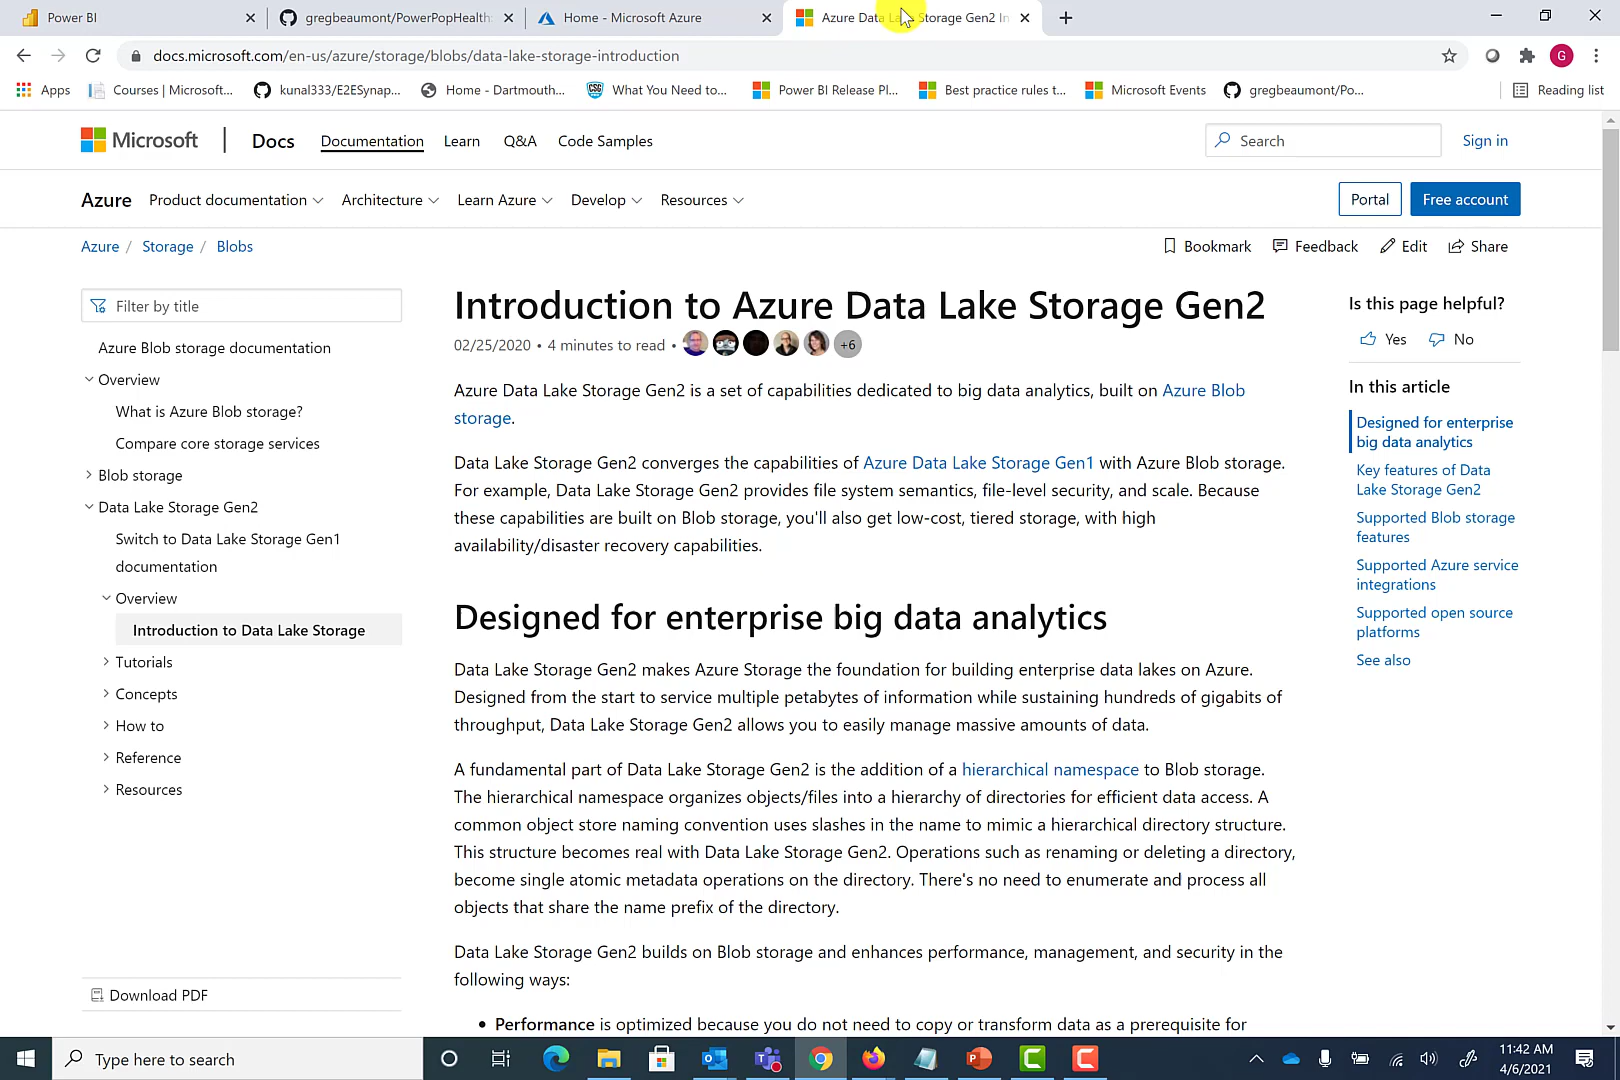 Power BI
gregbeaumont/PowerPopHealth
Home - Microsoft Azure
Azure Data Lake Storage Gen2 In
docs.microsoft.com/en-us/azure/storage/blobs/data-lake-storage-introduction
G
Apps
Courses | Microsoft...
kunal333/E2ESynap...
Home - Dartmouth...
CSG
What You Need to...
Power BI Release Pl...
Best practice rules t...
Microsoft Events
gregbeaumont/Po...
Reading list
Microsoft
Docs
Documentation
Learn
Q&A
Code Samples
Search
Sign in
Azure
Product documentation
Architecture
Learn Azure
Develop
Resources
Portal
Free account
Azure / Storage / Blobs
Bookmark
Feedback
Edit
Share
Filter by title
Azure Blob storage documentation
Overview
What is Azure Blob storage?
Compare core storage services
Blob storage
Data Lake Storage Gen2
Switch to Data Lake Storage Gen1
documentation
Overview
Introduction to Data Lake Storage
Tutorials
Concepts
How to
Reference
Resources
Download PDF
Introduction to Azure Data Lake Storage Gen2
02/25/2020 • 4 minutes to read •
+6
Azure Data Lake Storage Gen2 is a set of capabilities dedicated to big data analytics, built on Azure Blob
storage.
Data Lake Storage Gen2 converges the capabilities of Azure Data Lake Storage Gen1 with Azure Blob storage.
For example, Data Lake Storage Gen2 provides file system semantics, file-level security, and scale. Because
these capabilities are built on Blob storage, you'll also get low-cost, tiered storage, with high
availability/disaster recovery capabilities.
Designed for enterprise big data analytics
Data Lake Storage Gen2 makes Azure Storage the foundation for building enterprise data lakes on Azure.
Designed from the start to service multiple petabytes of information while sustaining hundreds of gigabits of
throughput, Data Lake Storage Gen2 allows you to easily manage massive amounts of data.
A fundamental part of Data Lake Storage Gen2 is the addition of a hierarchical namespace to Blob storage.
The hierarchical namespace organizes objects/files into a hierarchy of directories for efficient data access. A
common object store naming convention uses slashes in the name to mimic a hierarchical directory structure.
This structure becomes real with Data Lake Storage Gen2. Operations such as renaming or deleting a directory,
become single atomic metadata operations on the directory. There's no need to enumerate and process all
objects that share the name prefix of the directory.
Data Lake Storage Gen2 builds on Blob storage and enhances performance, management, and security in the
following ways:
• Performance is optimized because you do not need to copy or transform data as a prerequisite for
Is this page helpful?
Yes
No
In this article
Designed for enterprise
big data analytics
Key features of Data
Lake Storage Gen2
Supported Blob storage
features
Supported Azure service
integrations
Supported open source
platforms
See also
Type here to search
11:42 AM
4/6/2021